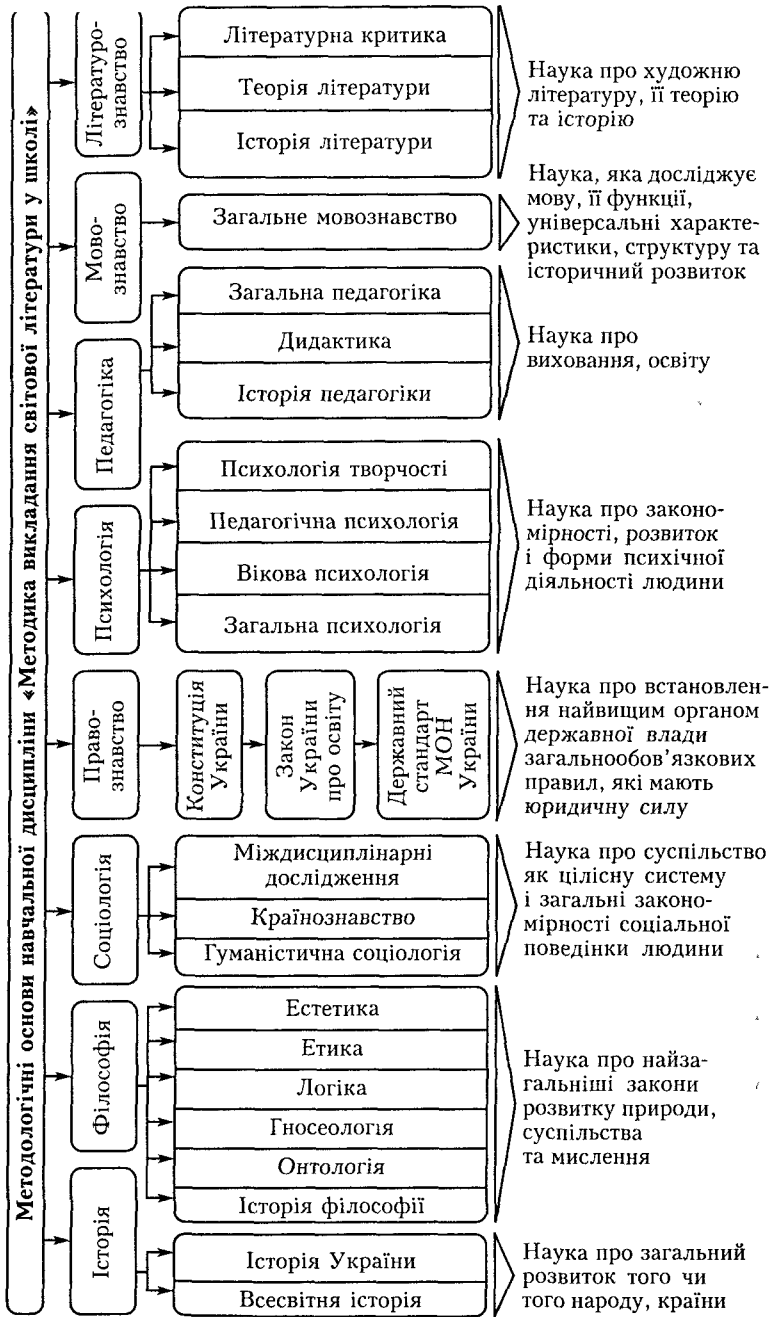 Методологічні основи навчальної дисципліни «Методика викладання світової літератури у школі»
Літературо-
знавство
Літературна критика
Теорія літератури
Історія літератури
Наука про художню
літературу, її теорію
та історію
Мово-
знавство
Загальне мовознавство
Наука, яка досліджує
мову, її функції,
універсальні характе-
ристики, структуру та
історичний розвиток
Педагогіка
Загальна педагогіка
Дидактика
Історія педагогіки
Наука про
виховання, освіту
Психологія
Психологія творчості
Педагогічна психологія
Вікова психологія
Загальна психологія
Наука про законо-
мірності, розвиток
і форми психічної
діяльності людини
Право-
знавство
Конституція
України
Закон
України
про освіту
Державний
стандарт
МОН
України
Наука про встановлен-
ня найвищим органом
державної влади
загальнообов’язкових
правил, які мають
юридичну силу
Соціологія
Міждисциплінарні
дослідження
Країнознавство
Гуманістична соціологія
Наука про суспільство
як цілісну систему
і загальні законо-
мірності соціальної
поведінки людини
Філософія
Естетика
Етика
Логіка
Гносеологія
Онтологія
Історія філософії
Наука про найза-
гальніші закони
розвитку природи,
суспільства
та мислення
Історія
Історія України
Всесвітня історія
Наука про загальний
розвиток того чи
того народу, країни